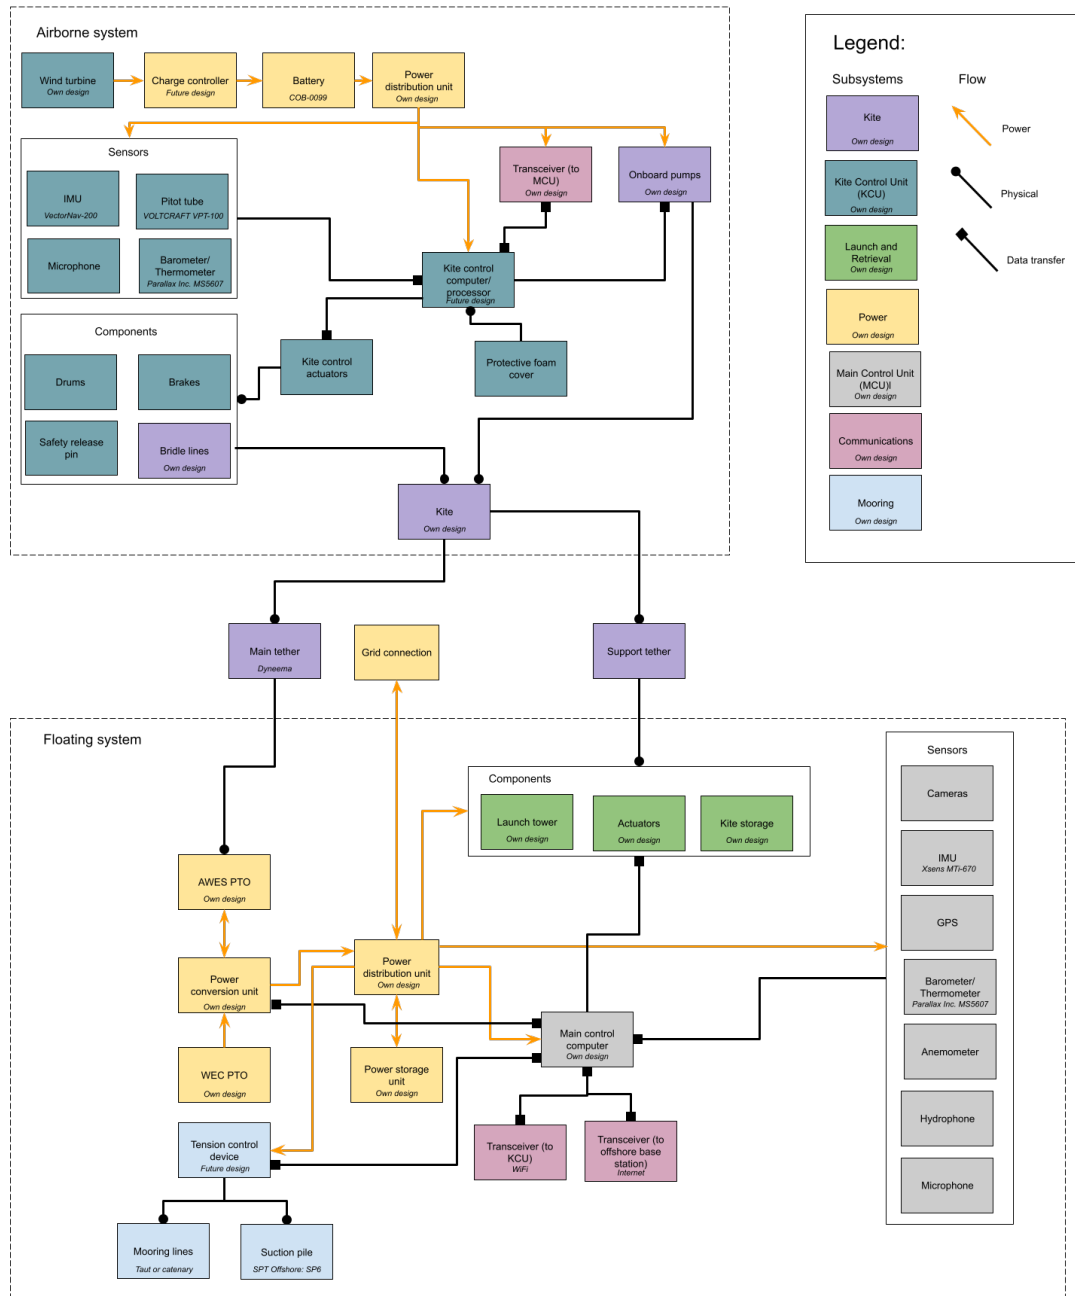 Airborne system
Wind turbine
Own design
Charge controller
Future design
Battery
COB-0099
Power
distribution unit
Own design
Sensors
IMU
VectorNav-200
Pitot tube
VOLTCRAFT VPT-100
Microphone
Barometer/
Thermometer
Parallax Inc. MS5607
Transceiver (to
MCU)
Own design
Onboard pumps
Own design
Kite control
computer/
processor
Future design
Components
Drums
Brakes
Safety release
pin
Bridle lines
Own design
Kite control
actuators
Protective foam
cover
Kite
Own design
Legend:
Subsystems
Flow
Kite
Own design
Power
Kite Control Unit
(KCU)
Own design
Physical
Launch and
Retrieval
Own design
Data transfer
Power
Own design
Main Control Unit
(MCU)l
Own design
Communications
Own design
Mooring
Own design
Main tether
Dyneema
Grid connection
Support tether
Floating system
Components
Launch tower
Own design
Actuators
Own design
Kite storage
Own design
Sensors
Cameras
IMU
Xsens MTi-670
GPS
Barometer/
Thermometer
Parallax Inc. MS5607
Anemometer
Hydrophone
Microphone
AWES PTO
Own design
Power
conversion unit
Own design
Power
distribution unit
Own design
WEC PTO
Own design
Power storage
unit
Own design
Main control
computer
Own design
Tension control
device
Future design
Transceiver (to
KCU)
WiFi
Transceiver (to
offshore base
station)
Internet
Mooring lines
Taut or catenary
Suction pile
SPT Offshore: SP6